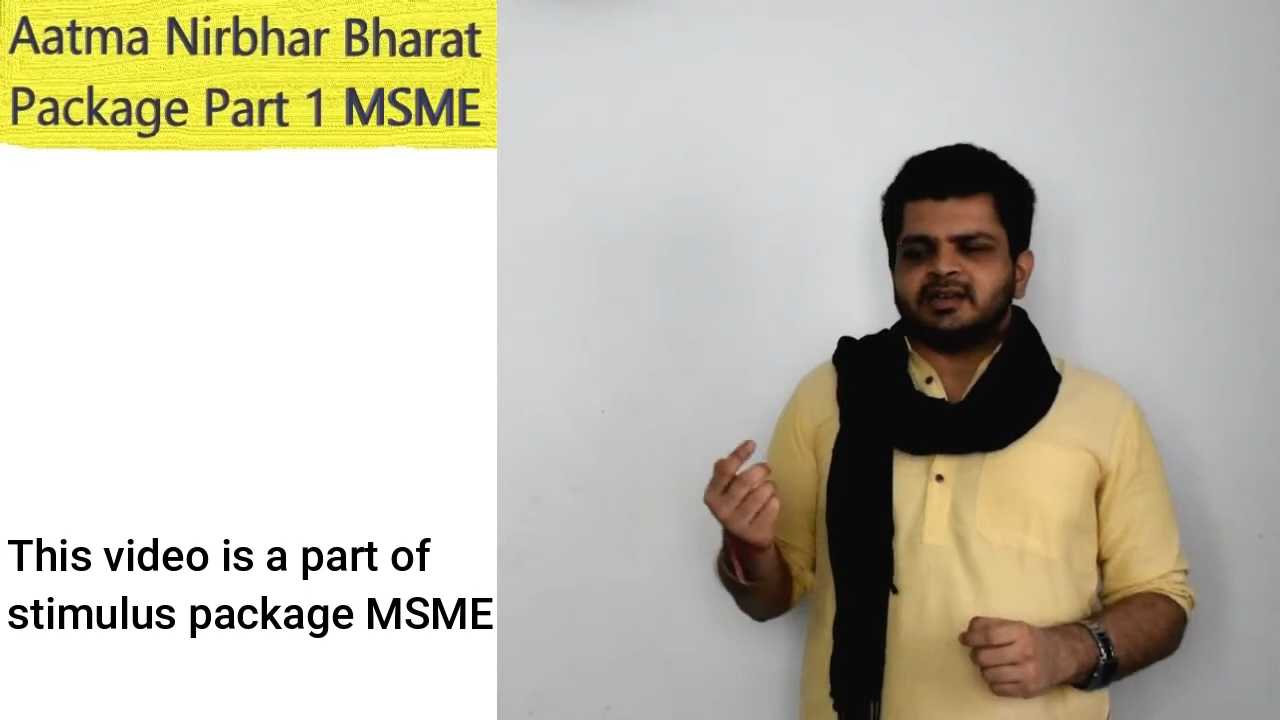 Aatma Nirbhar Bharat
Package Part 1 MSME
This video is a part of
stimulus package MSME